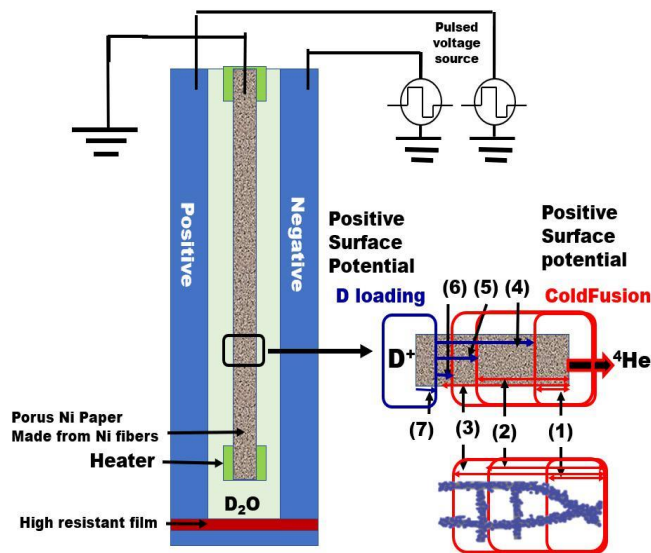 Pulsed
voltage
source
Positive
Negative
Positive
Surface
Potential
D loading
Positive
Surface
potential
ColdFusion
(6)
(5)
(4)
D+
⁴He
(7)
(3)
(2)
(1)
Porus Ni Paper
Made from Ni fibers
Heater
D₂O
High resistant film